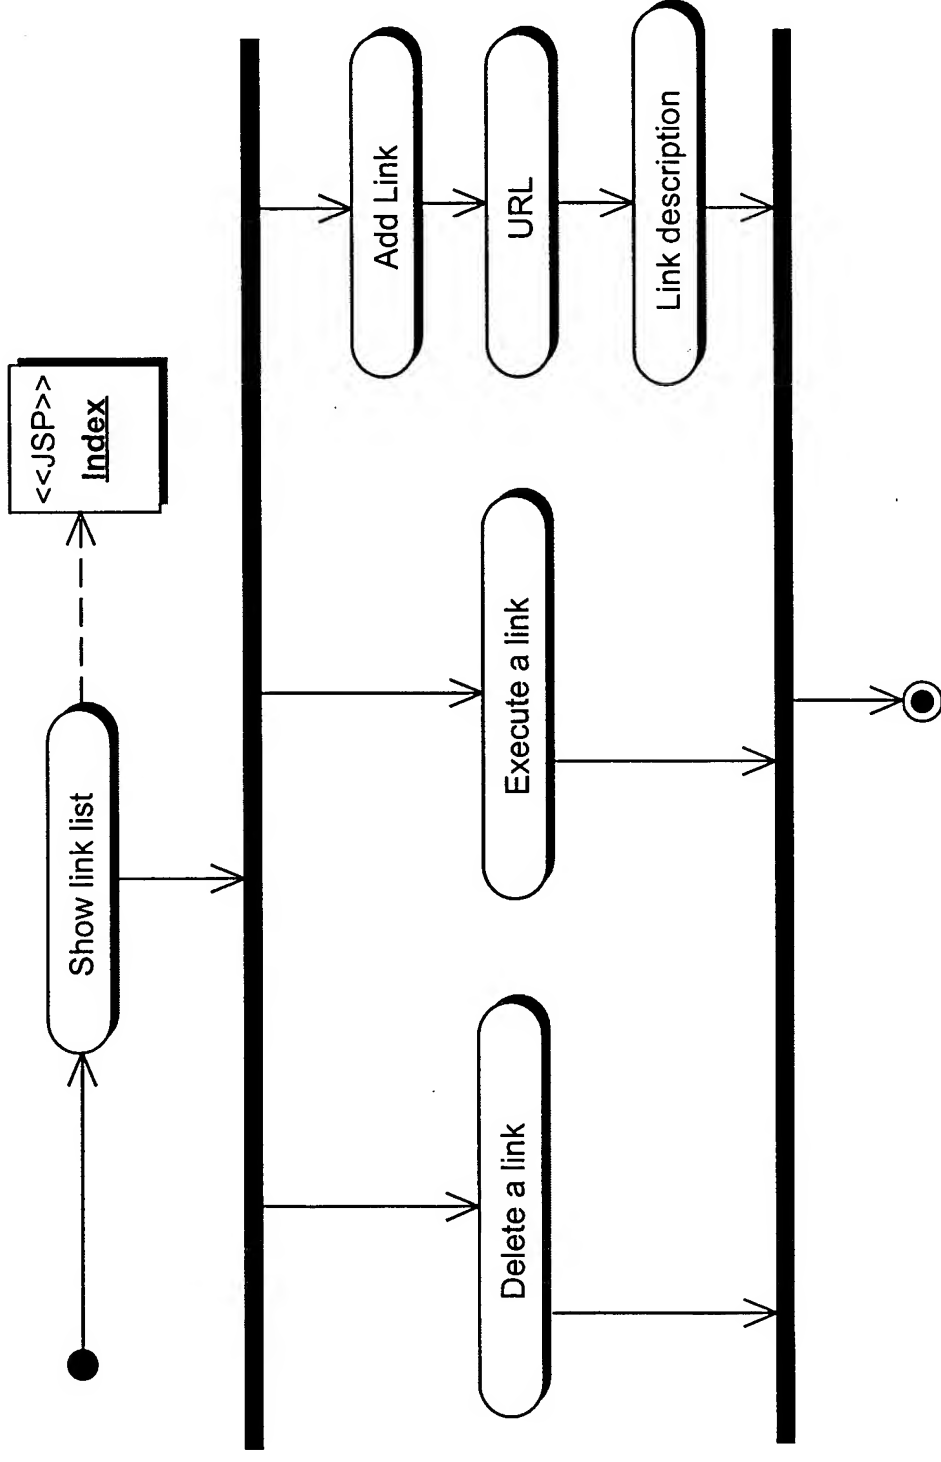 Show link list
<<JSP>>
Index
Delete a link
Execute a link
Add Link
URL
Link description